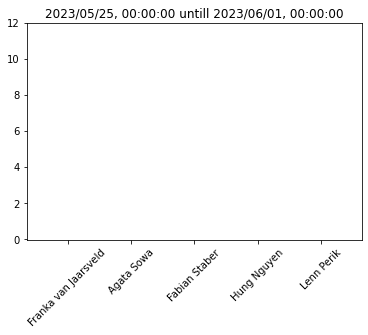 2023/05/25, 00:00:00 untill 2023/06/01, 00:00:00
12
10
8
6
4
2
0
Franka van Jaarsveld
Agata Sowa
Fabian Staber
Hung Nguyen
Lenn Perik